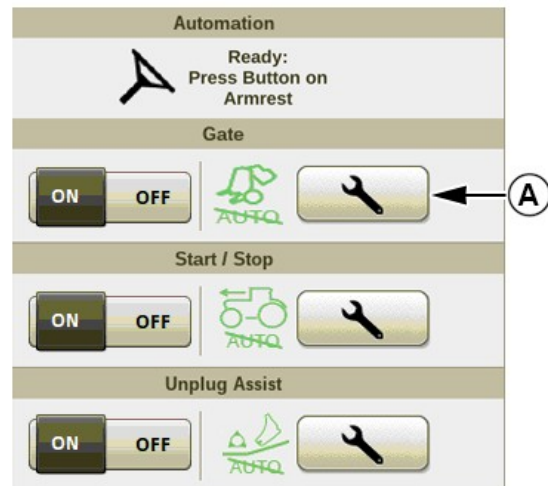 Automation
Ready:
Press Button on
Armrest
Gate
ON OFF AUTO A
Start / Stop
ON OFF AUTO
Unplug Assist
ON OFF AUTO